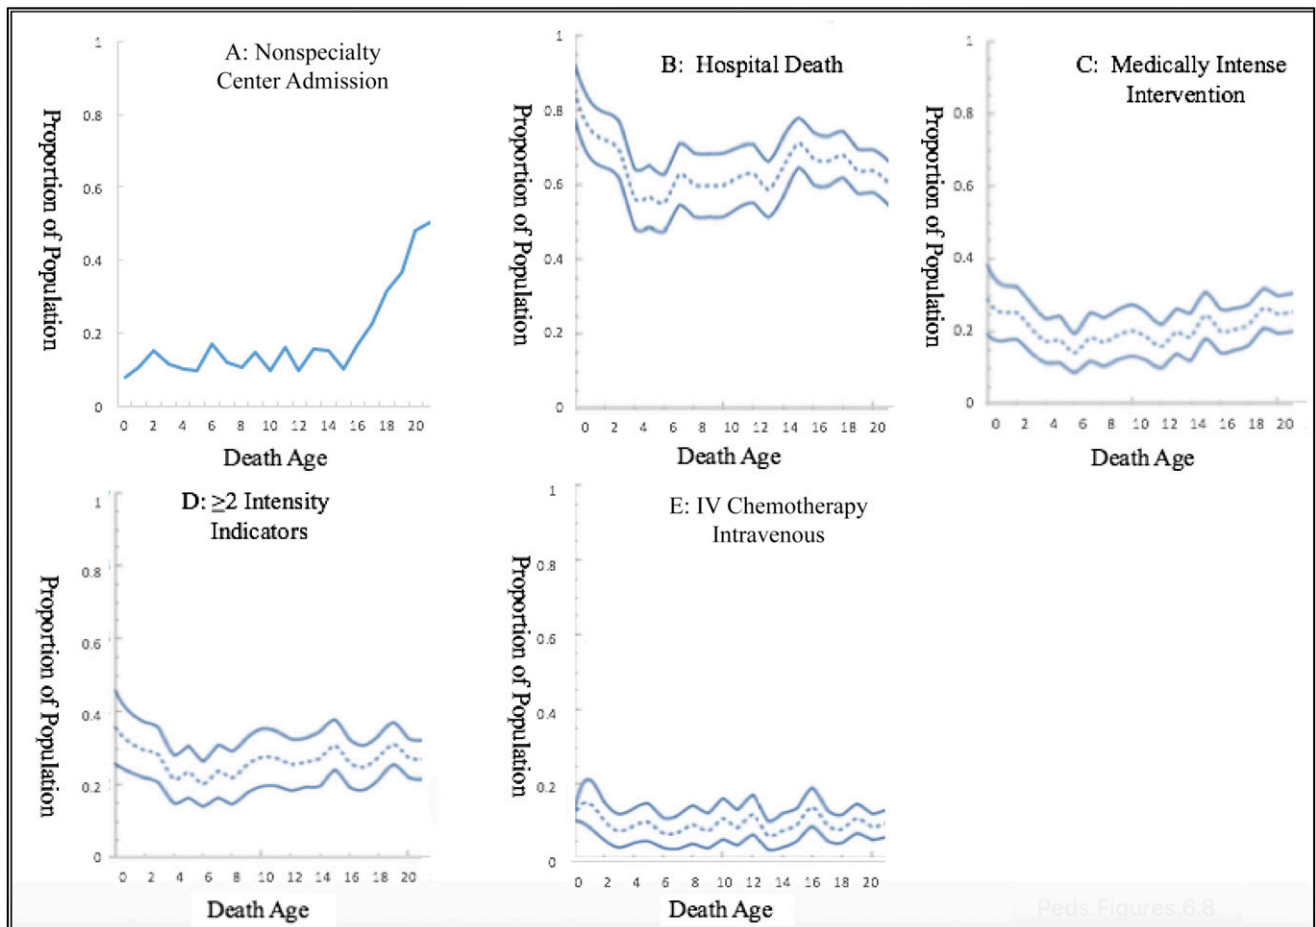 A: Nonspecialty
Center Admission
Proportion of Population
1
0.8
0.6
0.4
0.2
0
0 2 4 6 8 10 12 14 16 18 20
Death Age
B: Hospital Death
Proportion of Population
1
0.8
0.6
0.4
0.2
0
0 2 4 6 8 10 12 14 16 18 20
Death Age
C: Medically Intense
Intervention
Proportion of Population
1
0.8
0.6
0.4
0.2
0
0 2 4 6 8 10 12 14 16 18 20
Death Age
D: ≥2 Intensity
Indicators
Proportion of Population
1
0.8
0.6
0.4
0.2
0
0 2 4 6 8 10 12 14 16 18 20
Death Age
E: IV Chemotherapy
Intravenous
Proportion of Population
1
0.8
0.6
0.4
0.2
0
0 2 4 6 8 10 12 14 16 18 20
Death Age
Peds.Figures.6.8